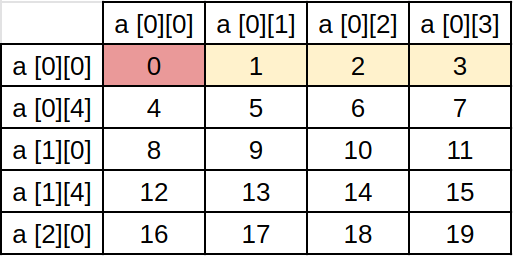 a [0][0] a [0][1] a [0][2] a [0][3]
a [0][0] 0 1 2 3
a [0][4] 4 5 6 7
a [1][0] 8 9 10 11
a [1][4] 12 13 14 15
a [2][0] 16 17 18 19